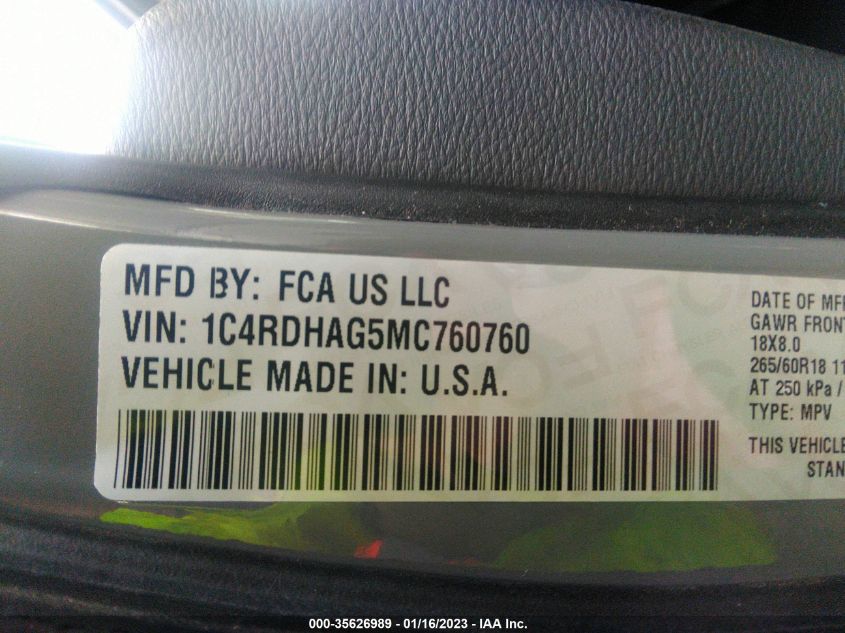 MFD BY: FCA US LLC
VIN: 1C4RDHAG5MC760760
VEHICLE MADE IN: U.S.A.
DATE OF MFR
GAWR FRONT
18X8.0
265/60R18 11
AT 250 kPa /
TYPE: MPV
THIS VEHICLE
STAN
000-35626989 - 01/16/2023 - IAA Inc.